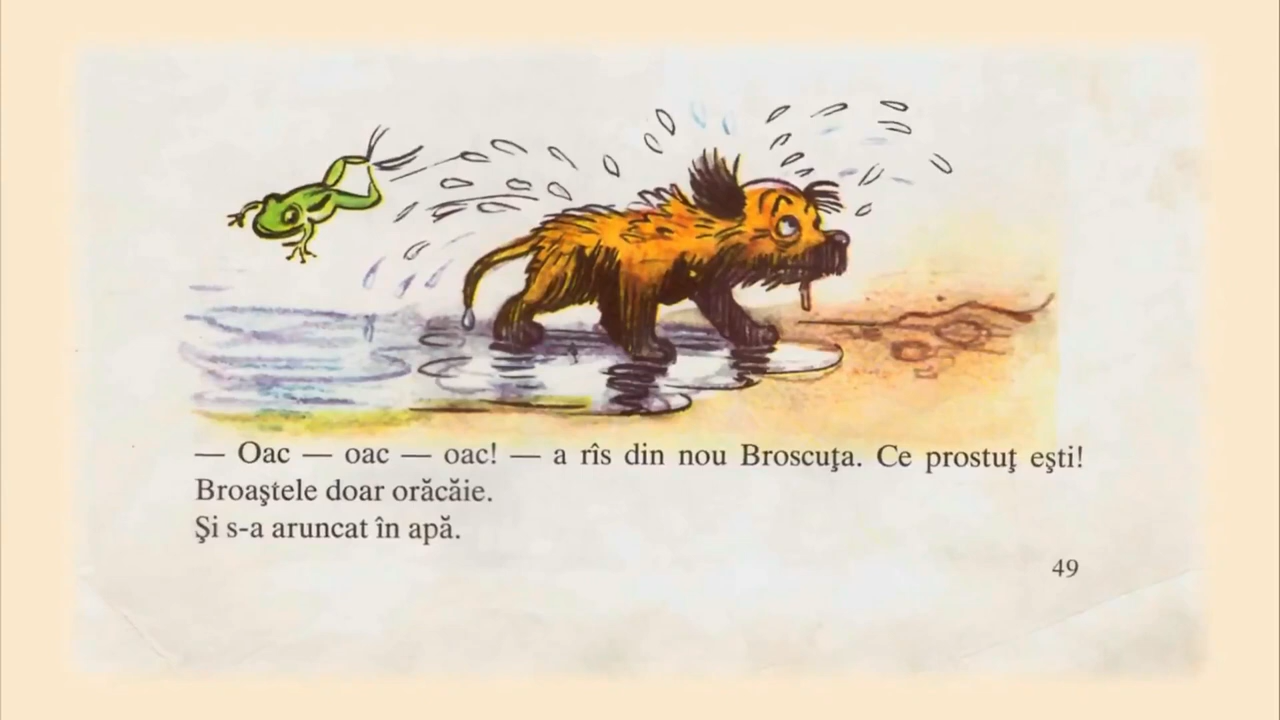 — Oac — oac — oac! — a rîs din nou Broscuţa. Ce prostuţ eşti!
Broaştele doar orăcăie.
Şi s-a aruncat în apă.
49